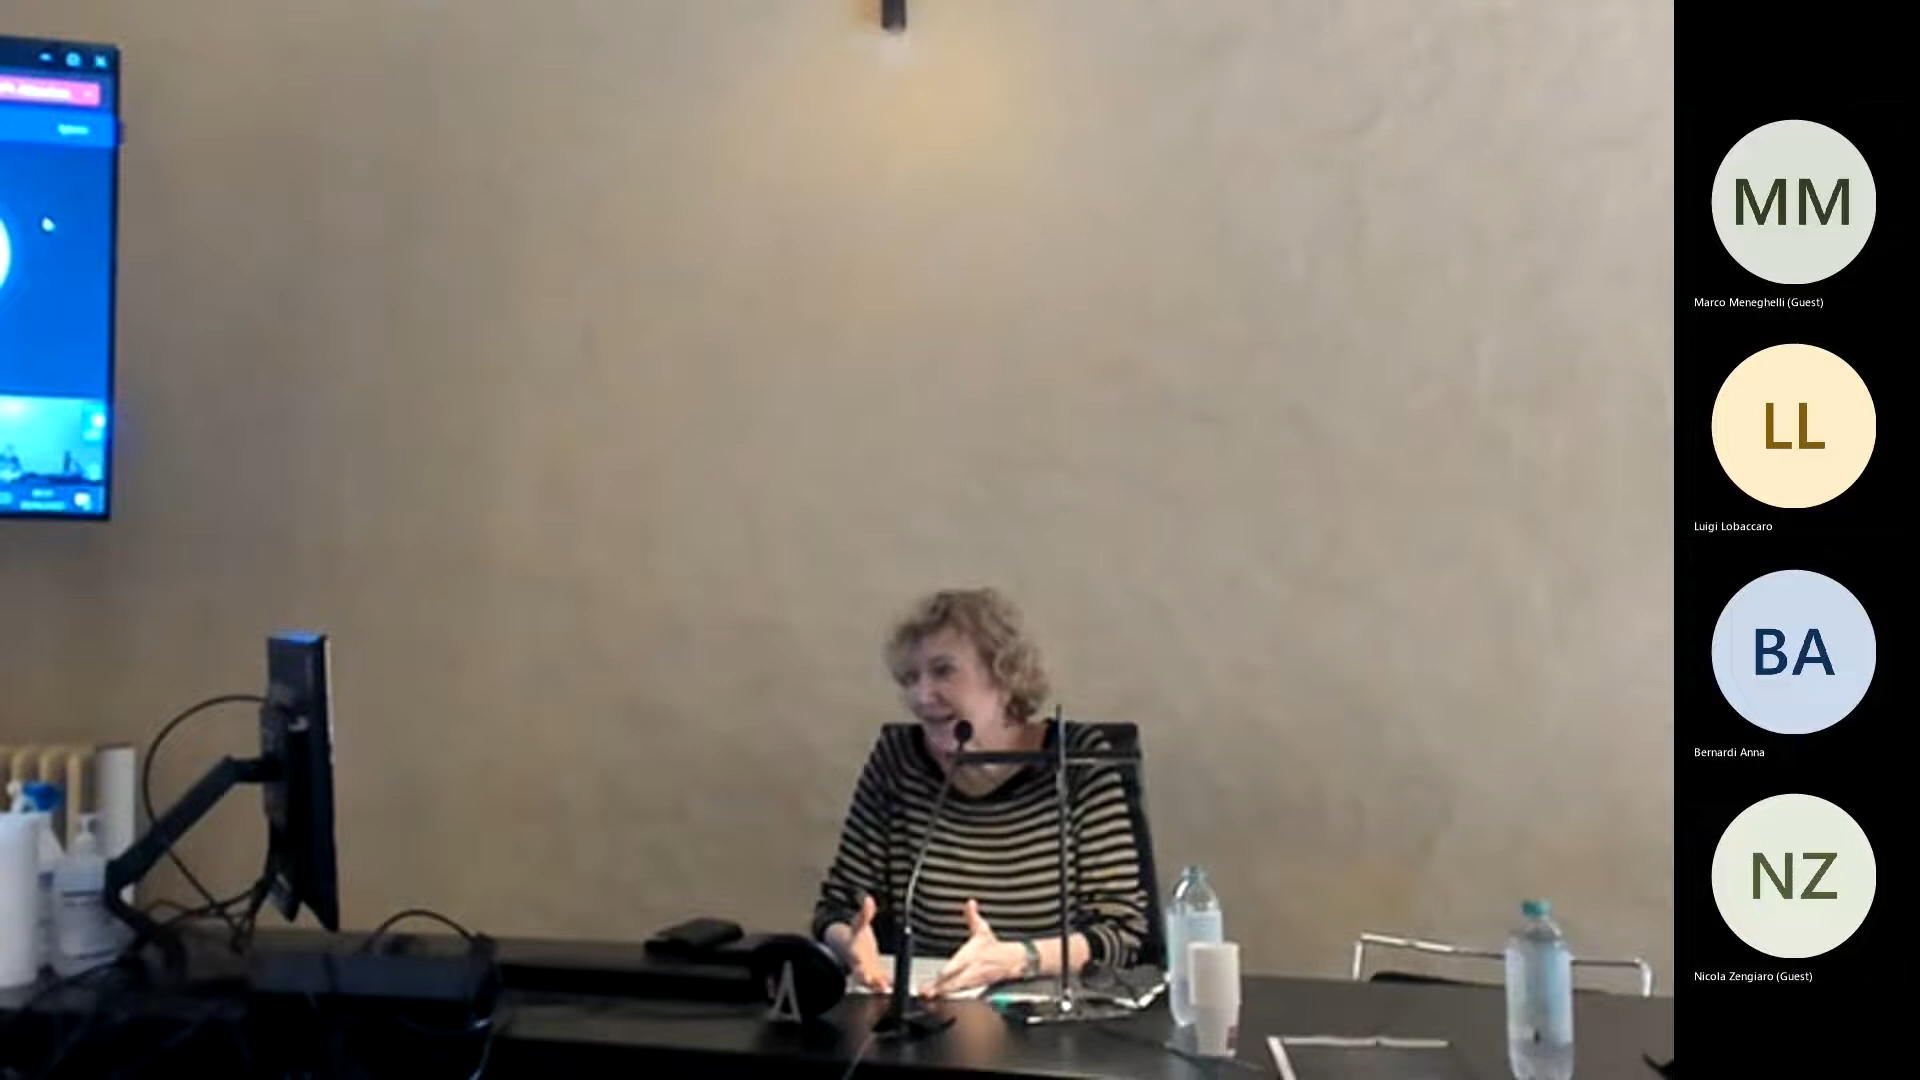 MM
Marco Meneghelli (Guest)
LL
Luigi Lobaccaro
BA
Bernardi Anna
NZ
Nicola Zengiaro (Guest)